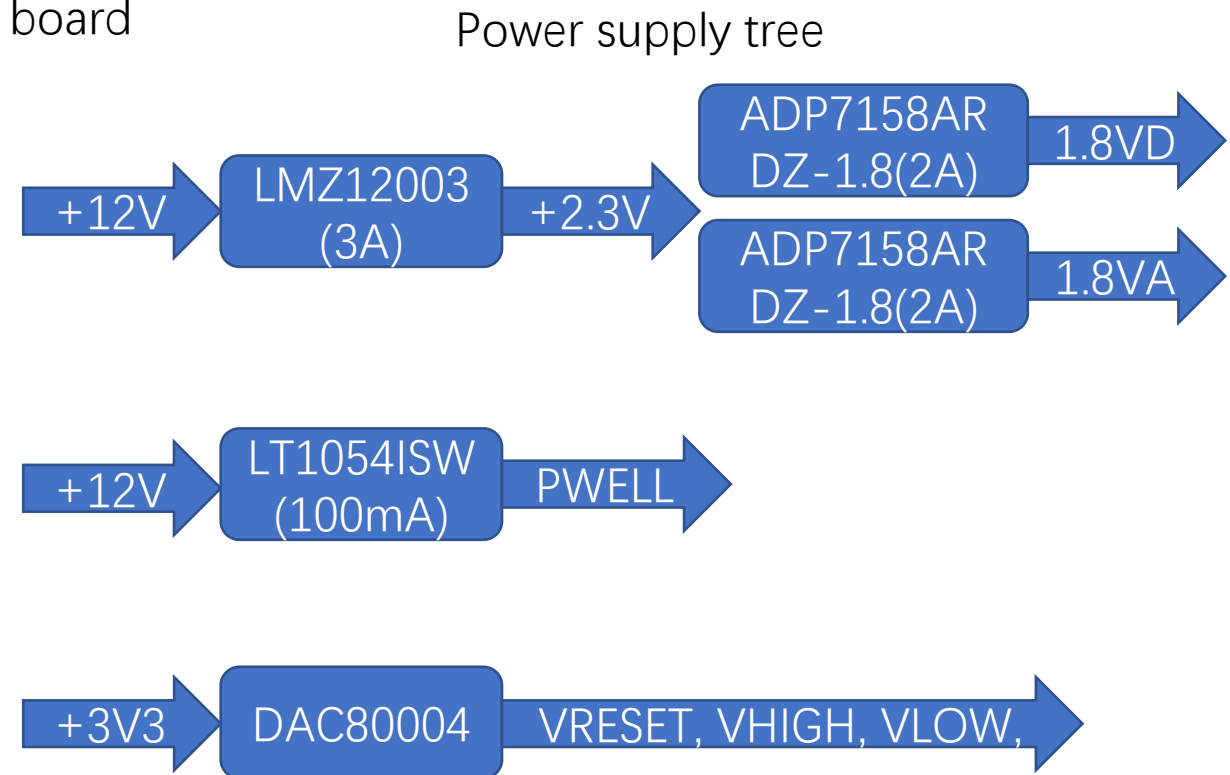 board
Power supply tree
+12V
LMZ12003
(3A)
+2.3V
ADP7158AR
DZ-1.8(2A)
1.8VD
ADP7158AR
DZ-1.8(2A)
1.8VA
+12V
LT1054ISW
(100mA)
PWELL
+3V3
DAC80004
VRESET, VHIGH, VLOW,